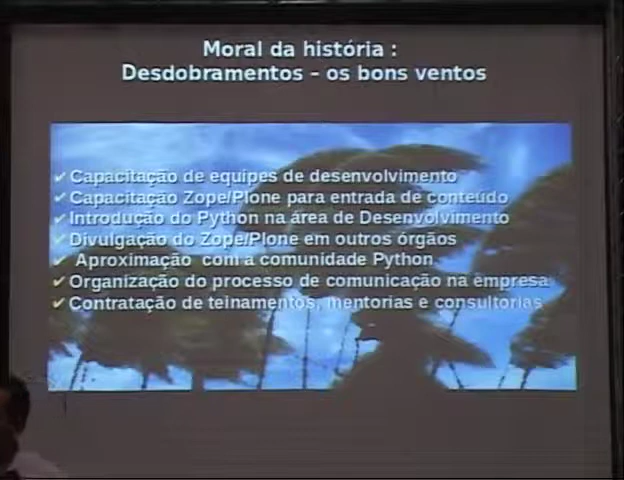 Moral da história :
Desdobramentos – os bons ventos
✔ Capacitação de equipes de desenvolvimento
✔ Capacitação Zope/Plone para entrada de conteúdo
✔ Introdução do Python na área de Desenvolvimento
✔ Divulgação do Zope/Plone em outros órgãos
✔ Aproximação com a comunidade Python
✔ Organização do processo de comunicação na empresa
✔ Contratação de teinamentos, mentorias e consultorias